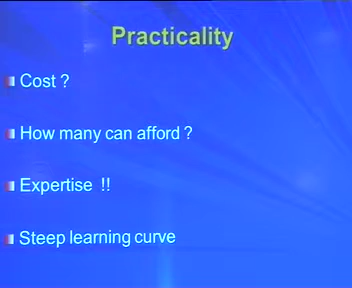 Practicality
Cost ?
How many can afford ?
Expertise !!
Steep learning curve